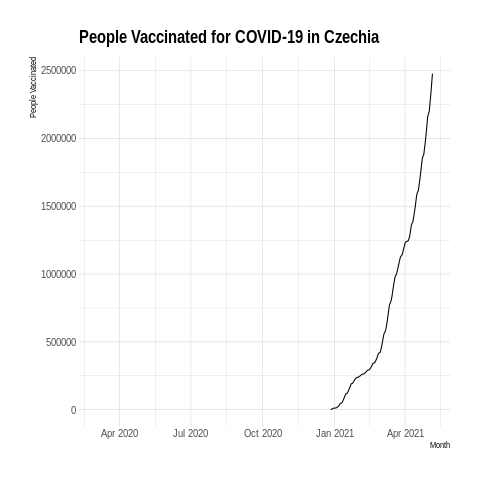 People Vaccinated for COVID-19 in Czechia
People Vaccinated
2500000
2000000
1500000
1000000
500000
0
Apr 2020 Jul 2020 Oct 2020 Jan 2021 Apr 2021
Month